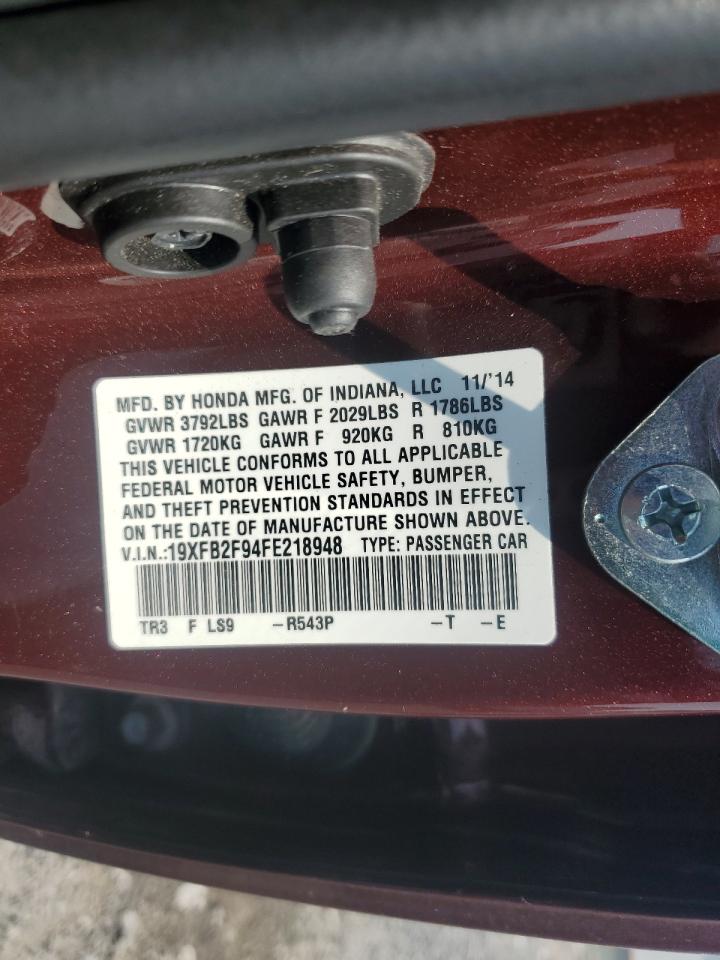 MFD. BY HONDA MFG. OF INDIANA, LLC 11/'14
GVWR 3792LBS GAWR F 2029LBS R 1786LBS
GVWR 1720KG GAWR F 920KG R 810KG
THIS VEHICLE CONFORMS TO ALL APPLICABLE
FEDERAL MOTOR VEHICLE SAFETY, BUMPER,
AND THEFT PREVENTION STANDARDS IN EFFECT
ON THE DATE OF MANUFACTURE SHOWN ABOVE.
V.I.N.:19XFB2F94FE218948 TYPE: PASSENGER CAR
TR3 F LS9 -R543P -T -E